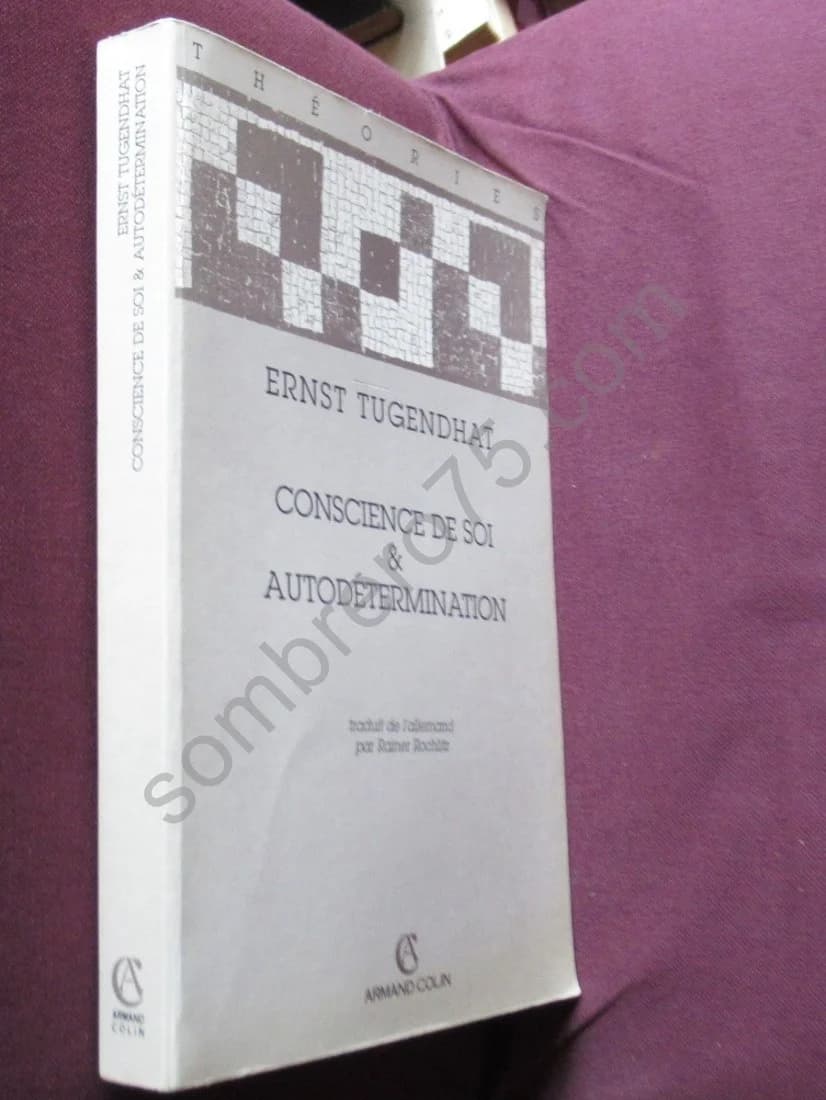 THÉORIES
ERNST TUGENDHAT
CONSCIENCE DE SOI
&
AUTODÉTERMINATION
traduit de l'allemand
par Rainer Rochlitz
ARMAND COLIN
ERNST TUGENDHAT
CONSCIENCE DE SOI & AUTODÉTERMINATION
ARMAND
COLIN
sombrero75.com